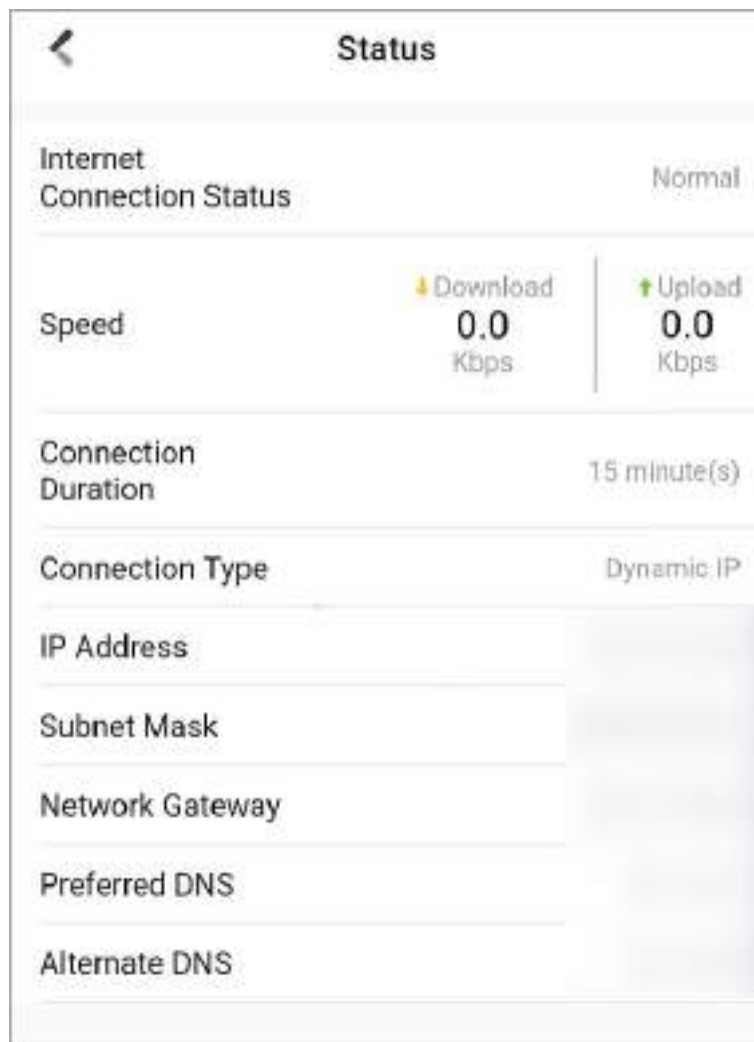 Status
Internet
Connection Status
Normal
Speed
Download
0.0
Kbps
Upload
0.0
Kbps
Connection
Duration
15 minute(s)
Connection Type
Dynamic IP
IP Address
Subnet Mask
Network Gateway
Preferred DNS
Alternate DNS